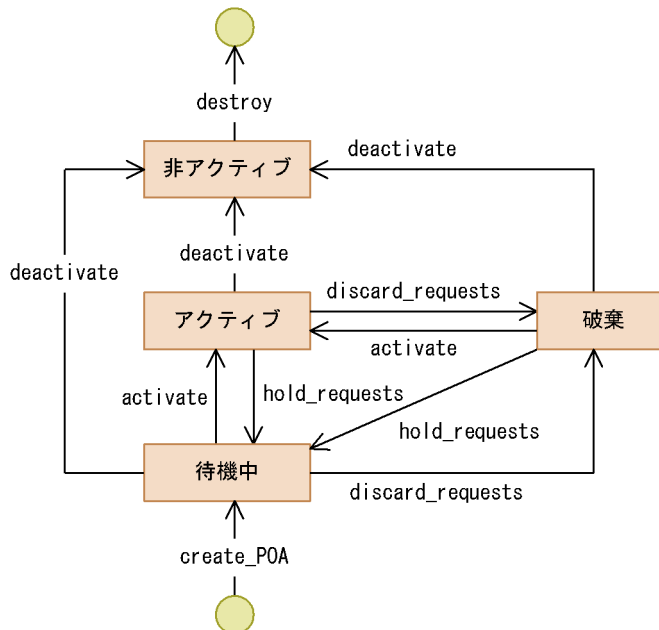 destroy
非アクティブ
deactivate
deactivate
deactivate
アクティブ
discard_requests
破棄
activate
activate
hold_requests
hold_requests
待機中
discard_requests
create_POA